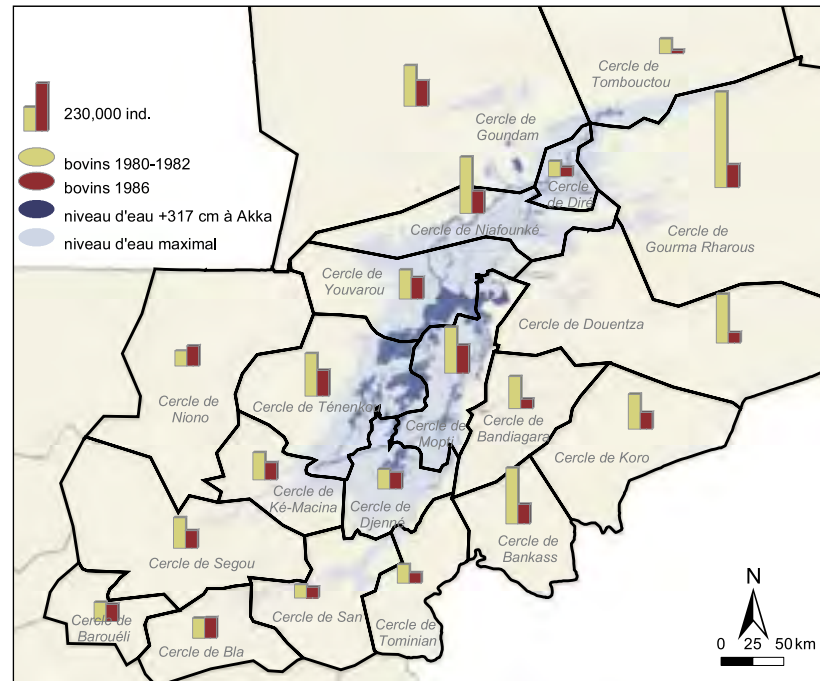 Cercle de
Tombouctou
230,000 ind.
Cercle de
Goundam
bovins 1980-1982
bovins 1986
niveau d'eau +317 cm à Akka
niveau d'eau maximal
Cercle
de Diré
Cercle de Niafounké
Cercle de
Gourma Rharous
Cercle de
Youvarou
Cercle de Douentza
Cercle de
Niono
Cercle de Ténenkou
Cercle de
Mopti
Cercle de
Bandiagara
Cercle de Koro
Cercle de
Ké-Macina
Cercle de
Djenné
Cercle de
Bankass
Cercle de Segou
Cercle de
Barouéli
Cercle de Bla
Cercle de San
Cercle de
Tominian
N
0 25 50 km